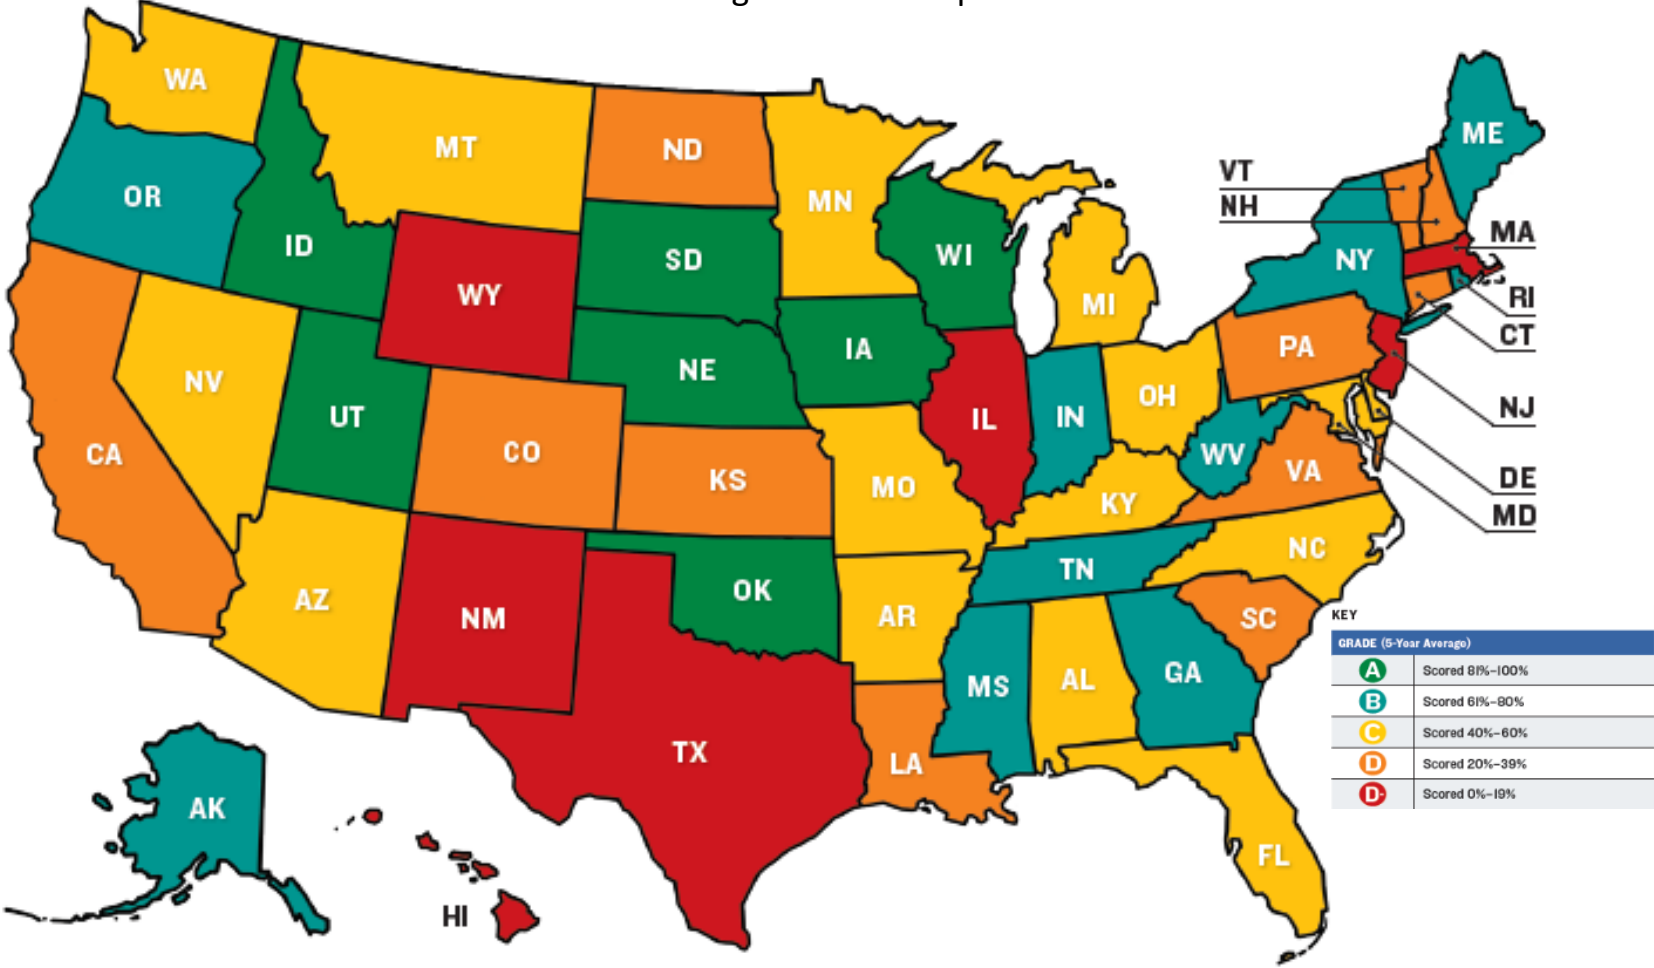 WA
MT
ND
MN
OR
ID
WY
SD
WI
MI
NE
IA
NV
UT
CO
KS
CA
IL
IN
OH
MO
KY
WV
VA
PA
NY
ME
VT
NH
MA
RI
CT
NJ
DE
MD
AZ
NM
OK
AR
TN
NC
SC
MS
AL
GA
TX
LA
FL
AK
HI
KEY
GRADE (5-Year Average)
A Scored 81%–100%
B Scored 61%–80%
C Scored 40%–60%
D Scored 20%–39%
D- Scored 0%–19%